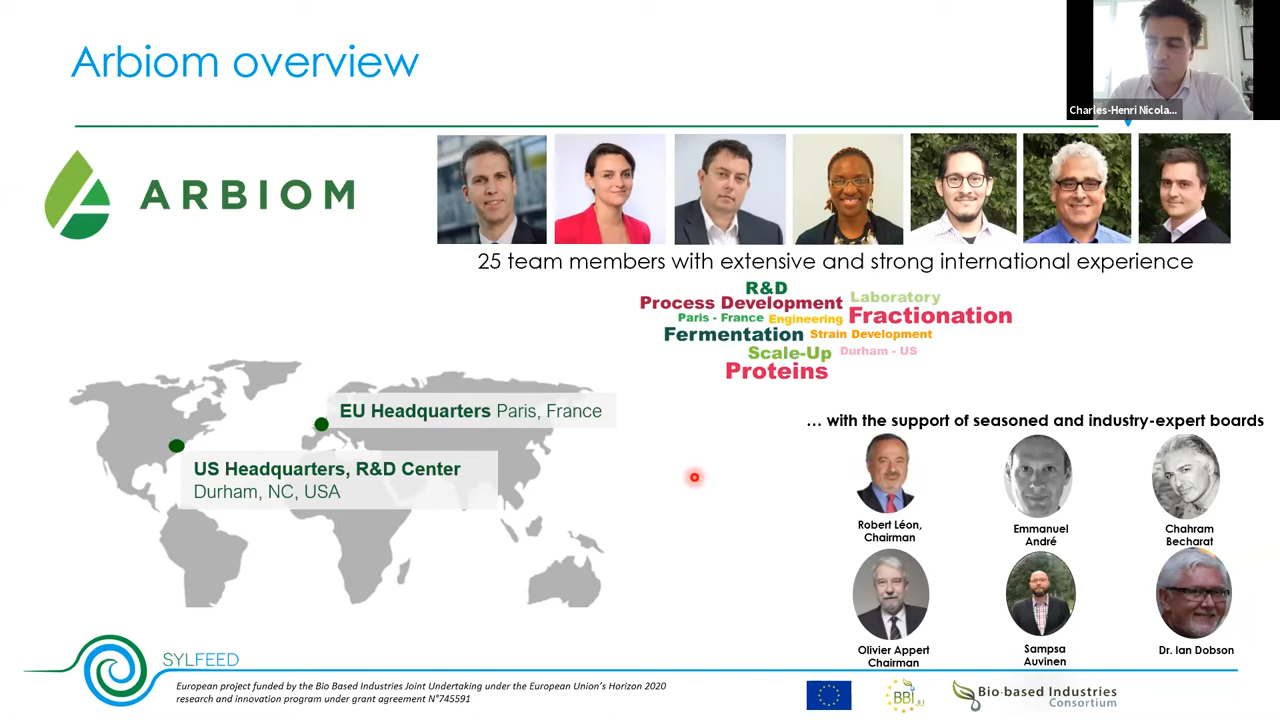 Arbiom overview
Charles-Henri Nicola...
ARBIOM
25 team members with extensive and strong international experience
R&D
Process Development Laboratory
Paris - France Engineering Fractionation
Fermentation Strain Development
Scale-Up Durham - US
Proteins
EU Headquarters Paris, France
US Headquarters, R&D Center
Durham, NC, USA
... with the support of seasoned and industry-expert boards
Robert Léon,
Chairman
Emmanuel
André
Chahram
Becharat
Olivier Appert
Chairman
Sampsa
Auvinen
Dr. Ian Dobson
SYLFEED
European project funded by the Bio Based Industries Joint Undertaking under the European Union's Horizon 2020
research and innovation program under grant agreement N°745591
BBI JU
Bio-based Industries
Consortium